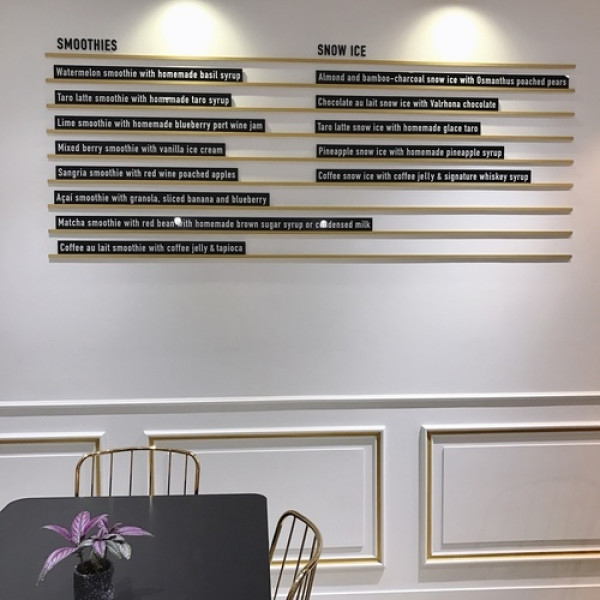 SMOOTHIES
Watermelon smoothie with homemade basil syrup
Taro latte smoothie with homemade taro syrup
Lime smoothie with homemade blueberry port wine jam
Mixed berry smoothie with vanilla ice cream
Sangria smoothie with red wine poached apples
Açaí smoothie with granola, sliced banana and blueberry
Matcha smoothie with red bean with homemade brown sugar syrup or condensed milk
Coffee au lait smoothie with coffee jelly & tapioca
SNOW ICE
Almond and bamboo-charcoal snow ice with Osmanthus poached pears
Chocolate au lait snow ice with Valrhona chocolate
Taro latte snow ice with homemade glace taro
Pineapple snow ice with homemade pineapple syrup
Coffee snow ice with coffee jelly & signature whiskey syrup